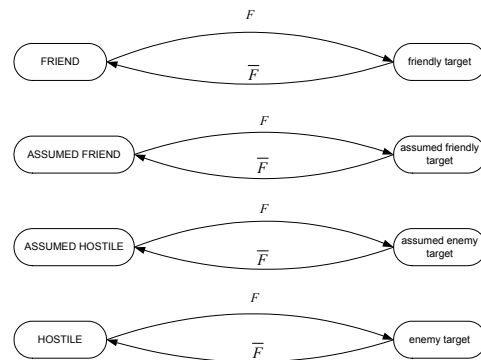 F
FRIEND
friendly target
F̅
F
ASSUMED FRIEND
assumed friendly
target
F̅
F
ASSUMED HOSTILE
assumed enemy
target
F̅
F
HOSTILE
enemy target
F̅